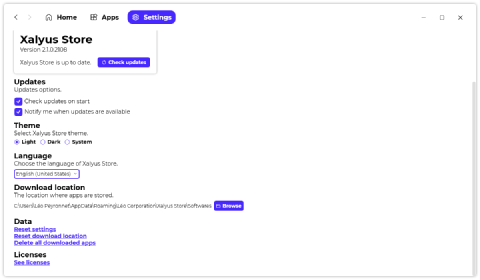 Home Apps Settings
Xalyus Store
Version 2.1.0.2106
Xalyus Store is up to date. Check updates
Updates
Updates options.
Check updates on start
Notify me when updates are available
Theme
Select Xalyus Store theme.
Light Dark System
Language
Choose the language of Xalyus Store.
English (United States)
Download location
The location where apps are stored.
C:\Users\Léo Peyronnet\AppData\Roaming\Léo Corporation\Xalyus Store\Softwares Browse
Data
Reset settings
Reset download location
Delete all downloaded apps
Licenses
See licenses